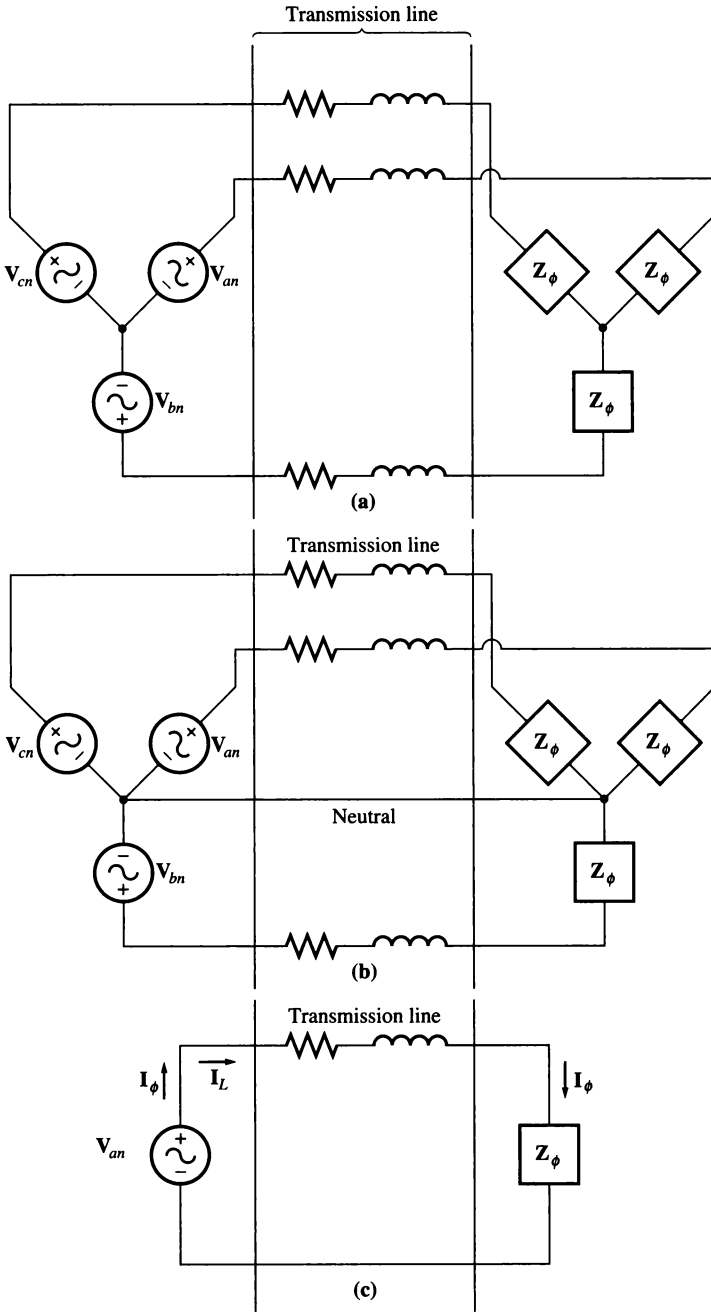 Transmission line
V_cn
V_an
Z_ϕ
Z_ϕ
V_bn
Z_ϕ
(a)
Transmission line
V_cn
V_an
Z_ϕ
Z_ϕ
Neutral
V_bn
Z_ϕ
(b)
Transmission line
I_ϕ
I_L
I_ϕ
V_an
Z_ϕ
(c)